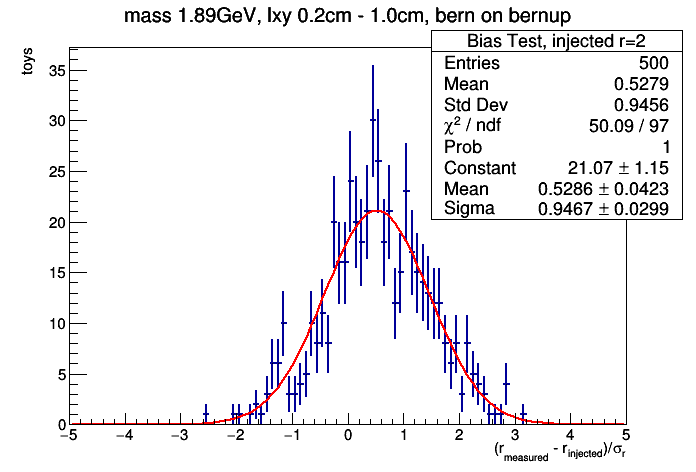 mass 1.89GeV, lxy 0.2cm - 1.0cm, bern on bernup
Bias Test, injected r=2
Entries 500
Mean 0.5279
Std Dev 0.9456
χ² / ndf 50.09 / 97
Prob 1
Constant 21.07 ± 1.15
Mean 0.5286 ± 0.0423
Sigma 0.9467 ± 0.0299
toys
35
30
25
20
15
10
5
0
−5 −4 −3 −2 −1 0 1 2 3 4 5
(r_measured - r_injected)/σ_r